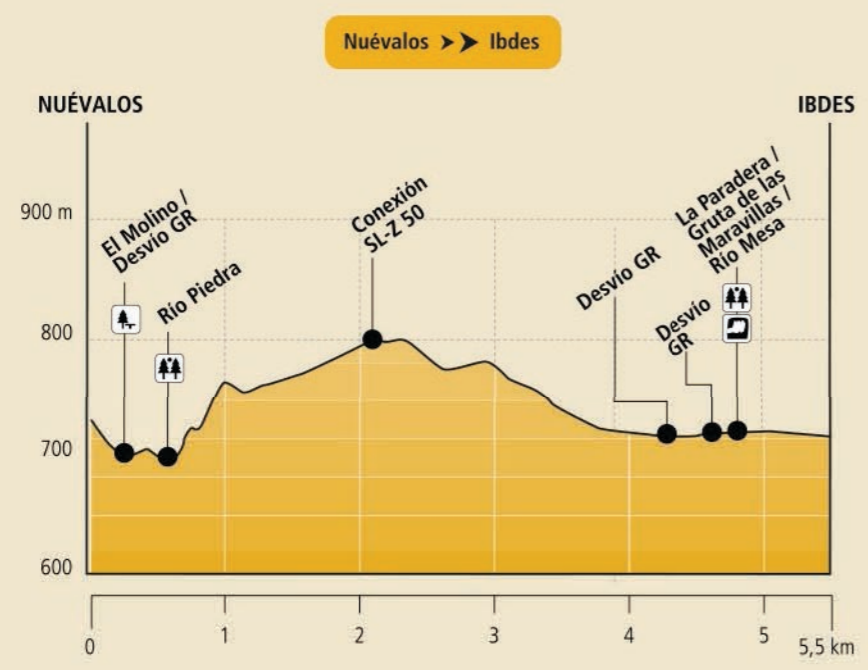 Nuévalos >> Ibdes
NUÉVALOS
IBDES
900 m
800
700
600
El Molino /
Desvío GR
Río Piedra
Conexión
SL-Z 50
Desvío GR
Desvío
GR
La Paradera /
Gruta de las
Maravillas /
Río Mesa
0
1
2
3
4
5
5,5 km